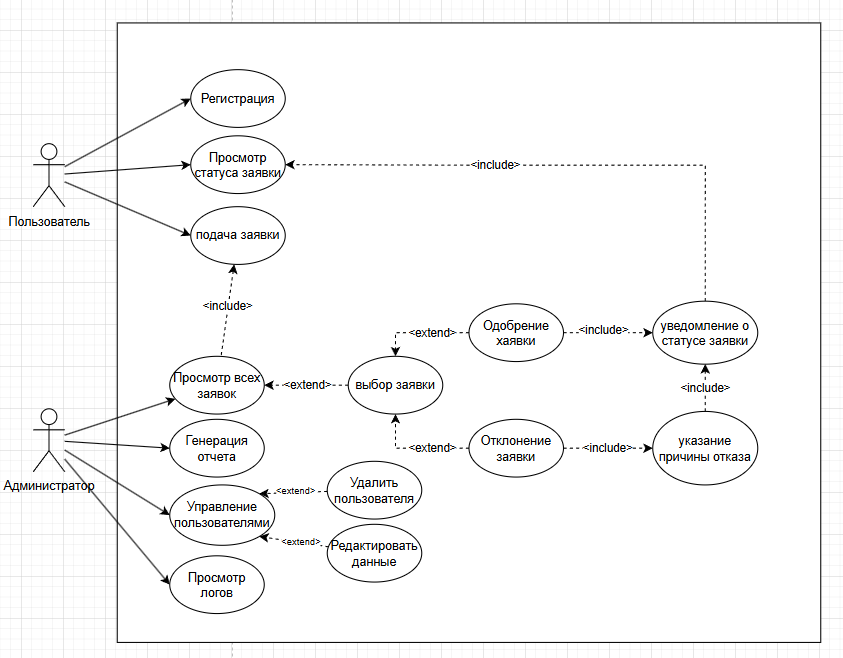 Регистрация
Просмотр
статуса заявки
<include>
Пользователь
подача заявки
<include>
Одобрение
хаявки
<include>
уведомление о
статусе заявки
<extend>
Просмотр всех
заявок
<extend>
выбор заявки
<include>
Генерация
отчета
<extend>
Отклонение
заявки
<include>
указание
причины отказа
Администратор
Управление
пользователями
<extend>
Удалить
пользователя
<extend>
Редактировать
данные
Просмотр
логов